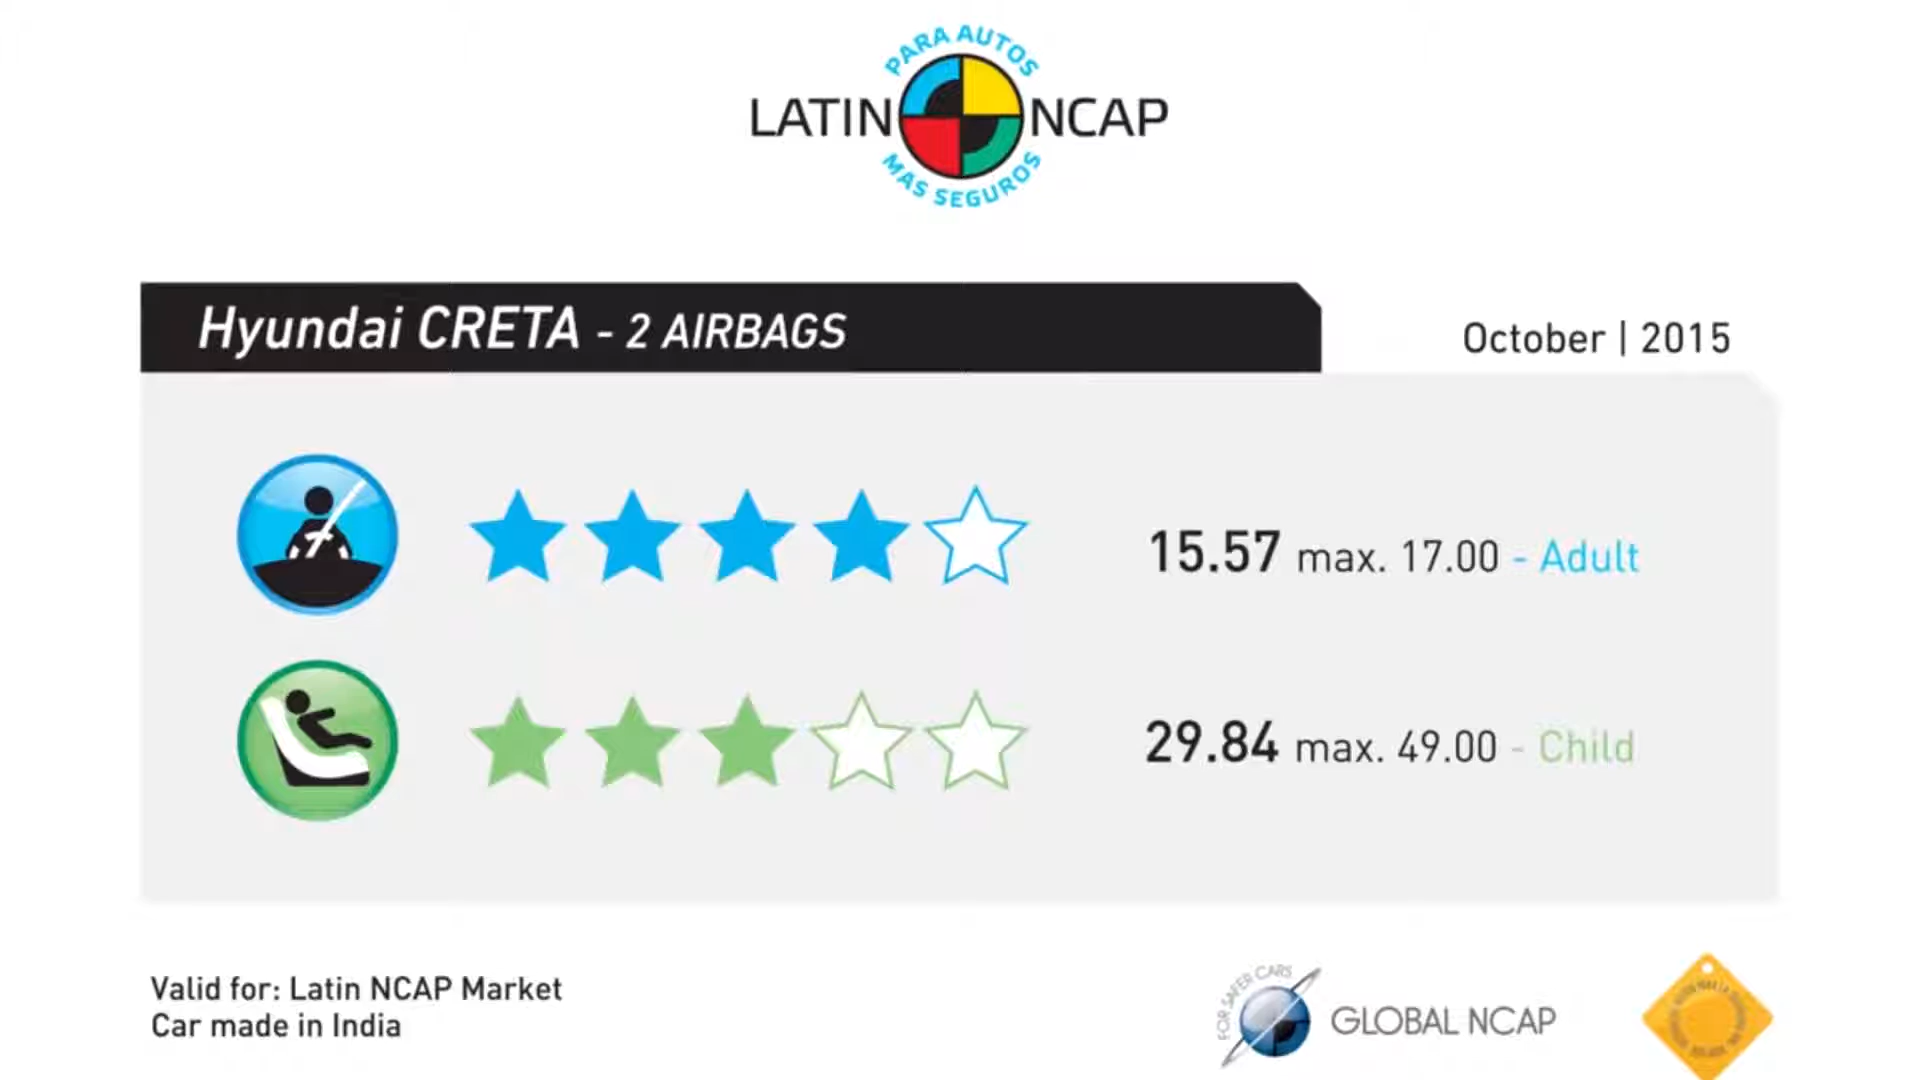 PARA AUTOS
LATIN NCAP
MAS SEGUROS
Hyundai CRETA - 2 AIRBAGS
October | 2015
15.57 max. 17.00 - Adult
29.84 max. 49.00 - Child
Valid for: Latin NCAP Market
Car made in India
FOR SAFER CARS
GLOBAL NCAP